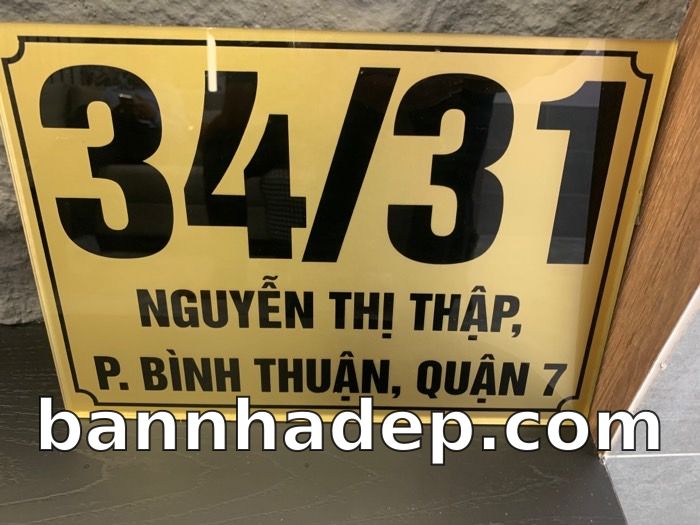 34/31
NGUYỄN THỊ THẬP,
P. BÌNH THUẬN, QUẬN 7
bannhadep.com